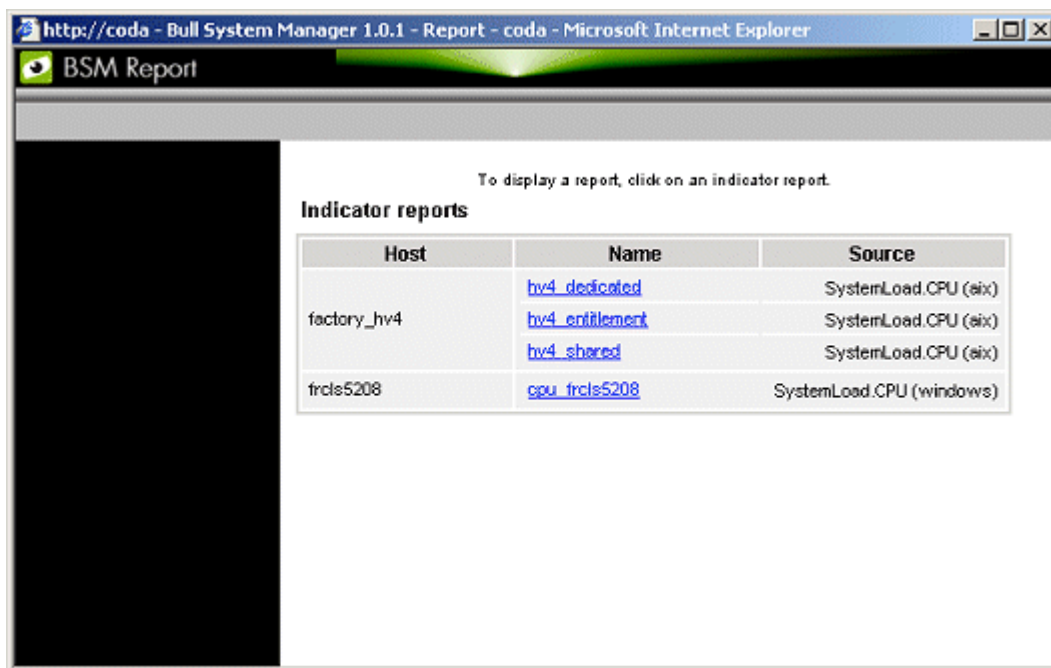 http://coda - Bull System Manager 1.0.1 - Report - coda - Microsoft Internet Explorer
BSM Report
To display a report, click on an indicator report.
Indicator reports
Host Name Source
hv4_dedicated SystemLoad.CPU (aix)
factory_hv4 hv4_entitlement SystemLoad.CPU (aix)
hv4_shared SystemLoad.CPU (aix)
frcls5208 cpu_frcls5208 SystemLoad.CPU (windows)